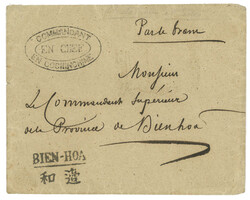 COMMANDANT
EN CHEF
EN COCHINCHINE
Par le tram
Monsieur
Le Commandant Supérieur
de la Province de Bienhoa
BIEN-HOA
和邊